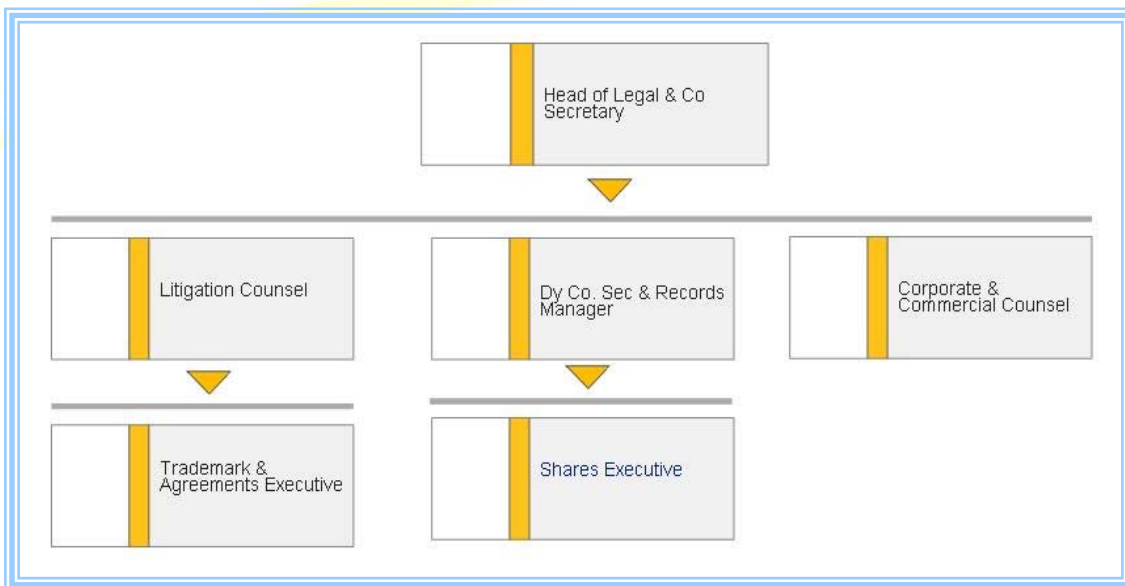 Head of Legal & Co
Secretary
Litigation Counsel
Dy Co. Sec & Records
Manager
Corporate &
Commercial Counsel
Trademark &
Agreements Executive
Shares Executive